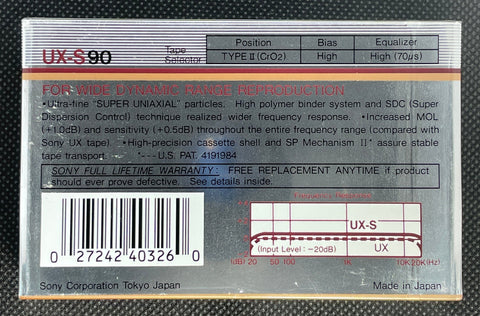 UX-S90
Tape Selector
Position Bias Equalizer
TYPE II (CrO2) High High (70μs)
FOR WIDE DYNAMIC RANGE REPRODUCTION
•Ultra-fine "SUPER UNIAXIAL" particles. High polymer binder system and SDC (Super
Dispersion Control) technique realized wider frequency response. •Increased MOL
(+1.0dB) and sensitivity (+0.5dB) throughout the entire frequency range (compared with
Sony UX tape) •High-precision cassette shell and SP Mechanism II* assure stable
tape transport. *--- U.S. PAT. 4191984
SONY FULL LIFETIME WARRANTY: FREE REPLACEMENT ANYTIME if product
should ever prove defective. See details inside.
Frequency Response
UX-S
(Input Level: −20dB) UX
(dB) 20 50 100 1K 10K 20K(Hz)
0 27242 40326 0
Sony Corporation Tokyo Japan Made in Japan